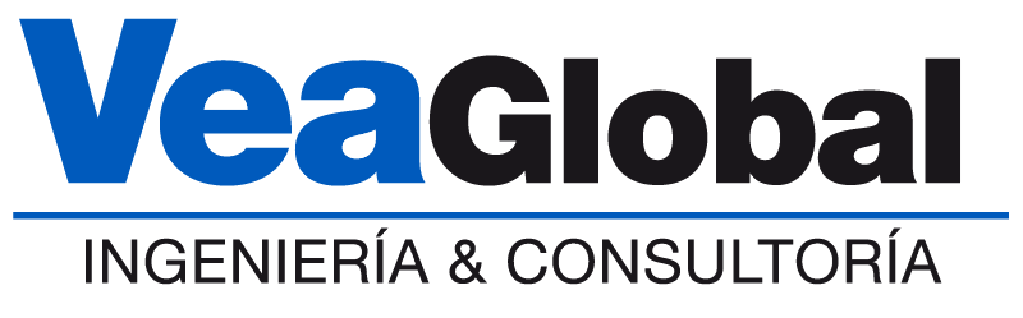 VeaGlobal
INGENIERÍA & CONSULTORÍA